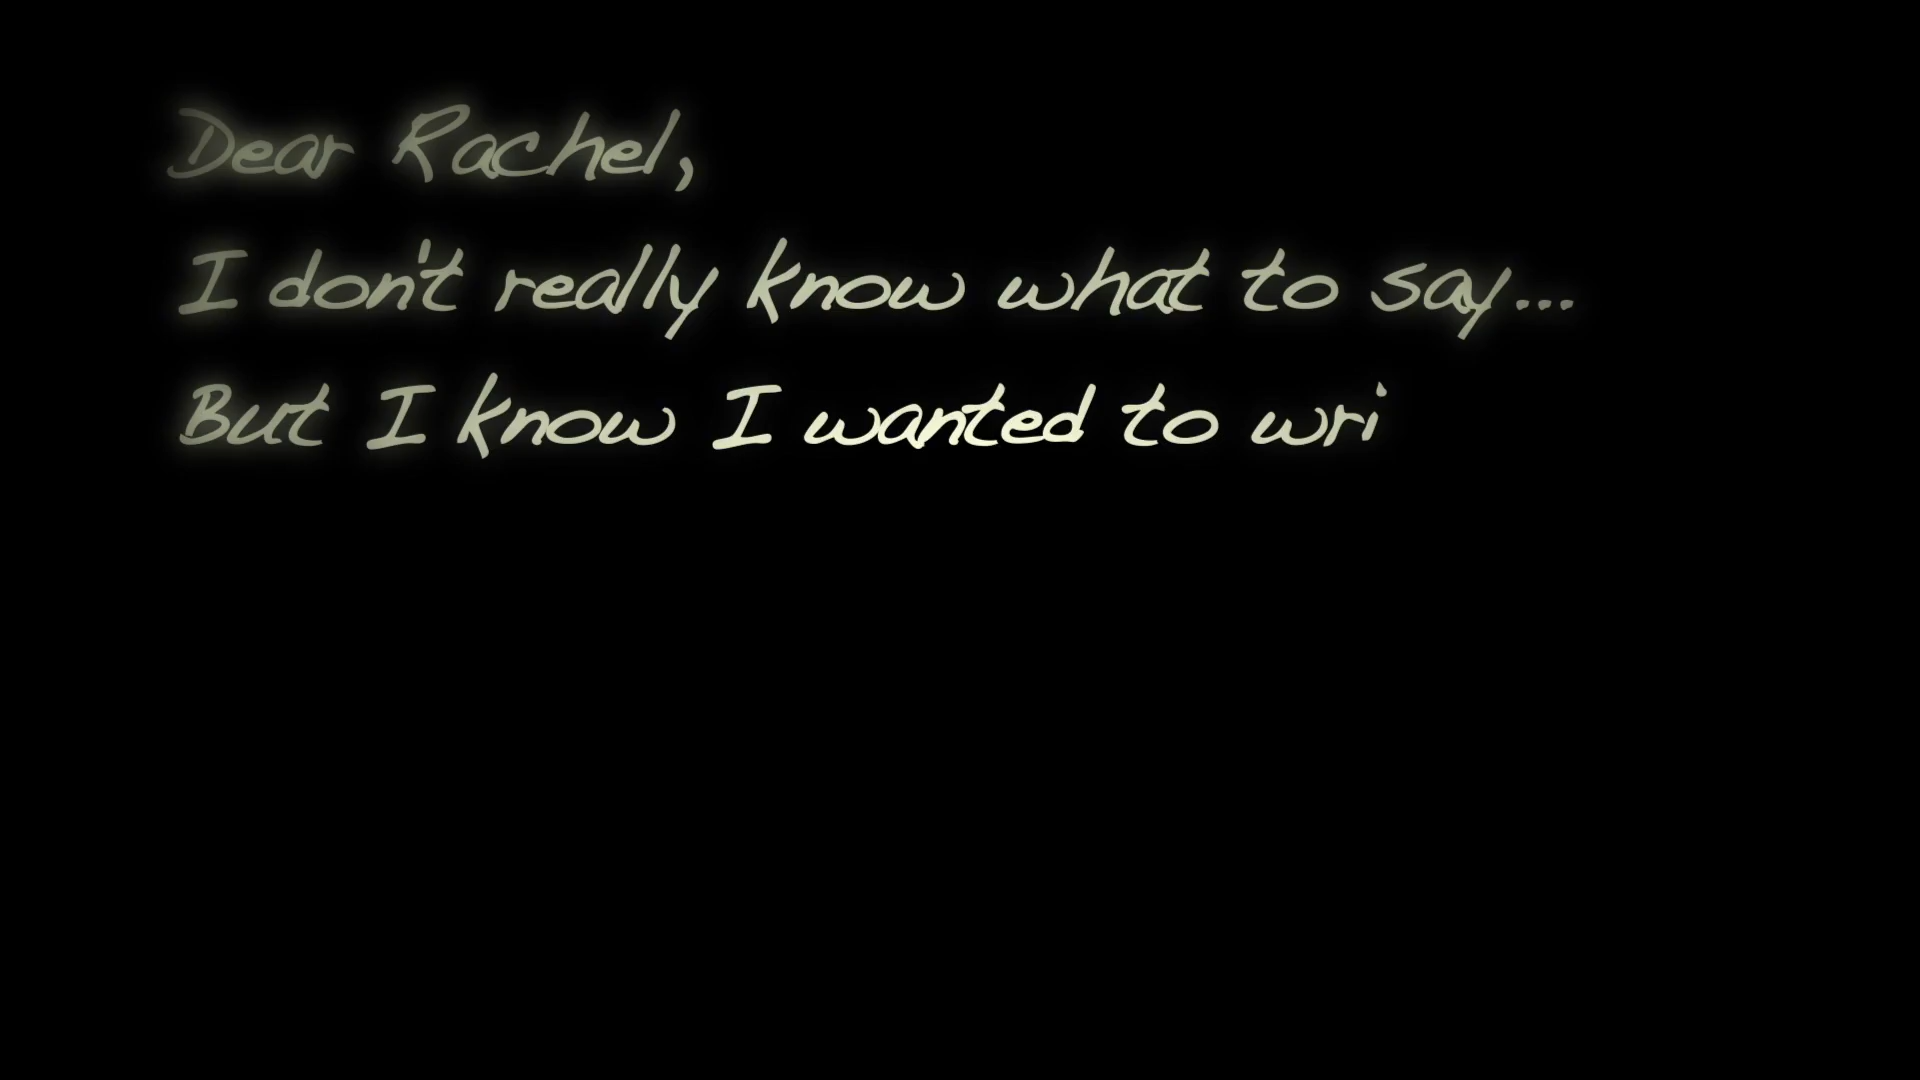 Dear Rachel,
I don't really know what to say...
But I know I wanted to wri